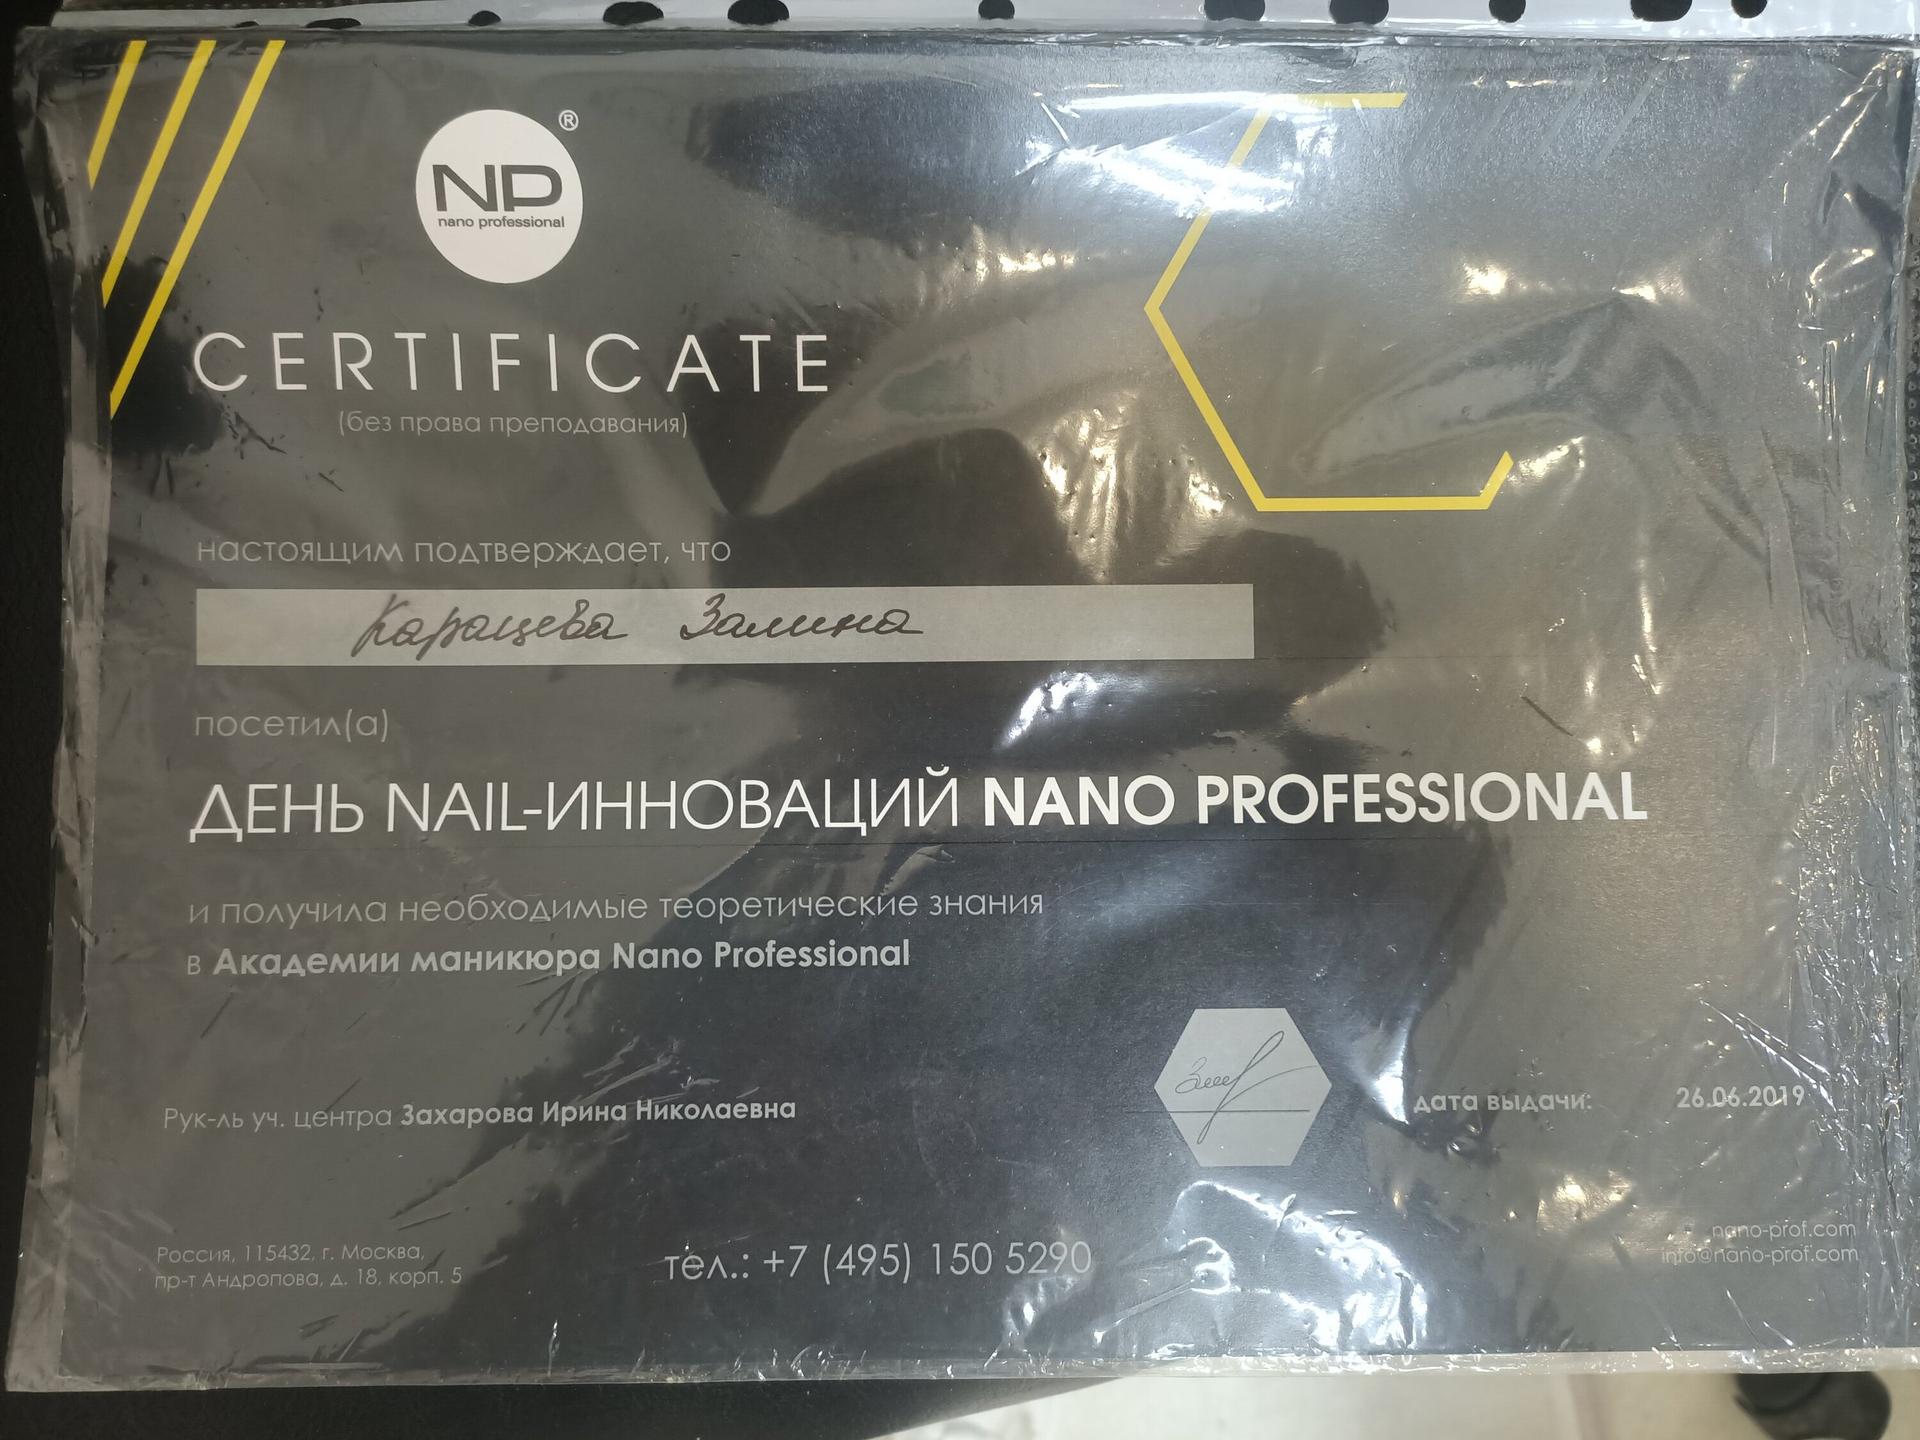 ®
NP
nano professional
CERTIFICATE
(без права преподавания)
настоящим подтверждает, что
Карацева Залина
посетил(а)
ДЕНЬ NAIL-ИННОВАЦИЙ NANO PROFESSIONAL
и получила необходимые теоретические знания
в Академии маникюра Nano Professional
Рук-ль уч. центра Захарова Ирина Николаевна
дата выдачи: 26.06.2019
Россия, 115432, г. Москва,
пр-т Андропова, д. 18, корп. 5
тел.: +7 (495) 150 5290
nano-prof.com
info@nano-prof.com